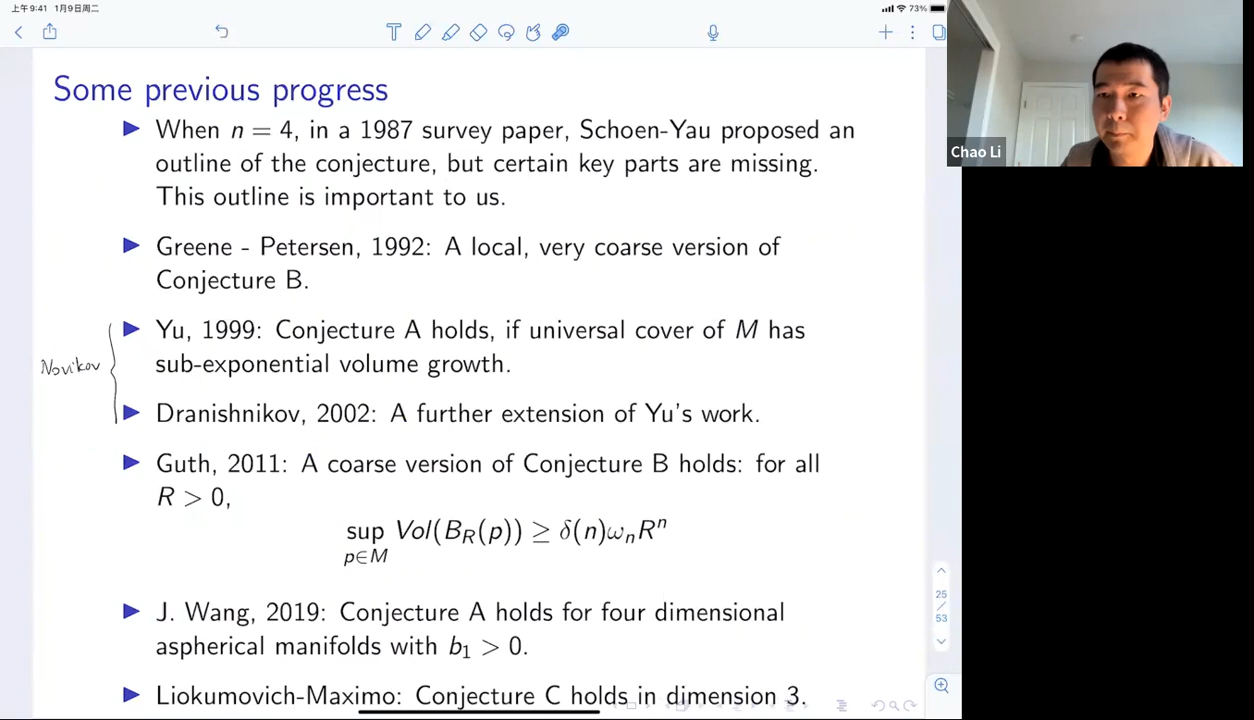 上午9:41 1月9日周二
73%
Some previous progress
When n = 4, in a 1987 survey paper, Schoen-Yau proposed an
outline of the conjecture, but certain key parts are missing.
This outline is important to us.
Greene - Petersen, 1992: A local, very coarse version of
Conjecture B.
Yu, 1999: Conjecture A holds, if universal cover of M has
sub-exponential volume growth.
Novikov
Dranishnikov, 2002: A further extension of Yu's work.
Guth, 2011: A coarse version of Conjecture B holds: for all
R > 0,
sup Vol(B_R(p)) ≥ δ(n)ω_n R^n
p∈M
J. Wang, 2019: Conjecture A holds for four dimensional
aspherical manifolds with b₁ > 0.
Liokumovich-Maximo: Conjecture C holds in dimension 3.
25
/
53
Chao Li